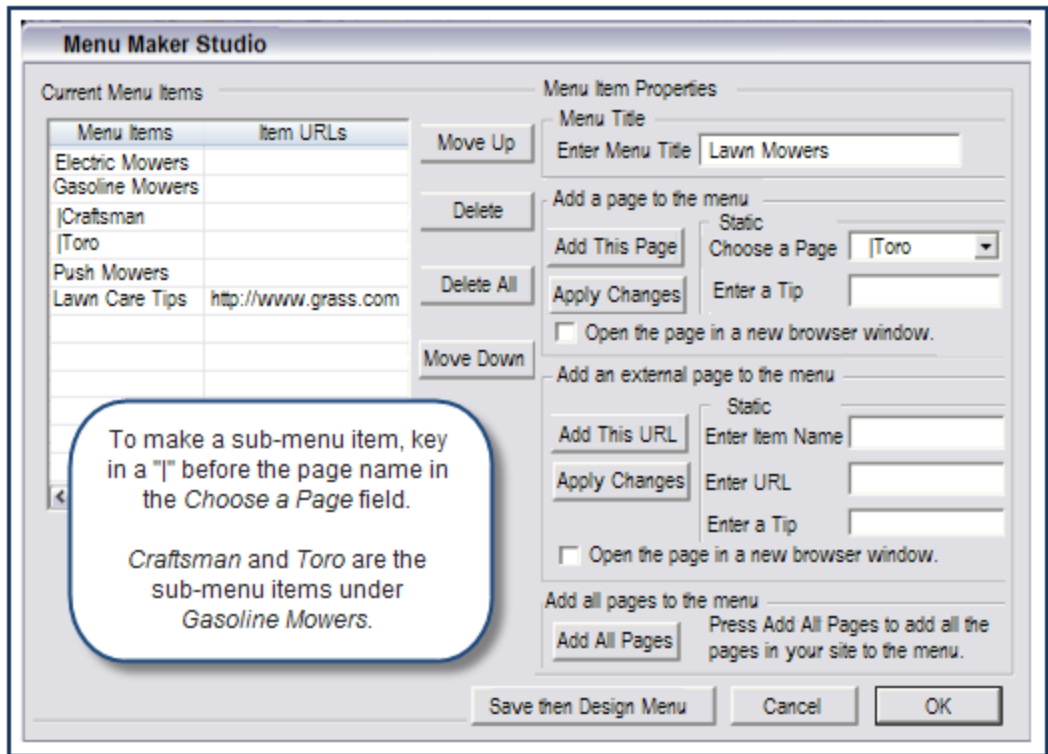 Menu Maker Studio
Current Menu Items
Menu Items Item URLs
Electric Mowers
Gasoline Mowers
|Craftsman
|Toro
Push Mowers
Lawn Care Tips http://www.grass.com
Move Up
Delete
Delete All
Move Down
To make a sub-menu item, key
in a "|" before the page name in
the Choose a Page field.
Craftsman and Toro are the
sub-menu items under
Gasoline Mowers.
Menu Item Properties
Menu Title
Enter Menu Title Lawn Mowers
Add a page to the menu
Static
Add This Page Choose a Page |Toro
Apply Changes Enter a Tip
Open the page in a new browser window.
Add an external page to the menu
Static
Add This URL Enter Item Name
Apply Changes Enter URL
Enter a Tip
Open the page in a new browser window.
Add all pages to the menu
Add All Pages
Press Add All Pages to add all the
pages in your site to the menu.
Save then Design Menu Cancel OK